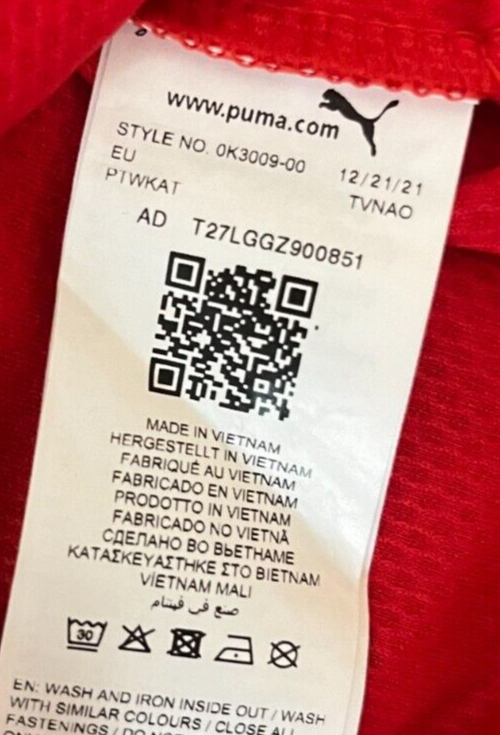 www.puma.com
STYLE NO. 0K3009-00 12/21/21
EU TVNAO
PTWKAT
AD T27LGGZ900851
MADE IN VIETNAM
HERGESTELLT IN VIETNAM
FABRIQUÉ AU VIETNAM
FABRICADO EN VIETNAM
PRODOTTO IN VIETNAM
FABRICADO NO VIETNÃ
СДЕЛАНО ВО ВЬЕТНАМЕ
ΚΑΤΑΣΚΕΥΑΣΤΗΚΕ ΣΤΟ ΒΙΕΤΝΑΜ
VİETNAM MALI
صنع في فيتنام
30
EN: WASH AND IRON INSIDE OUT / WASH
WITH SIMILAR COLOURS / CLOSE ALL
FASTENINGS / DO